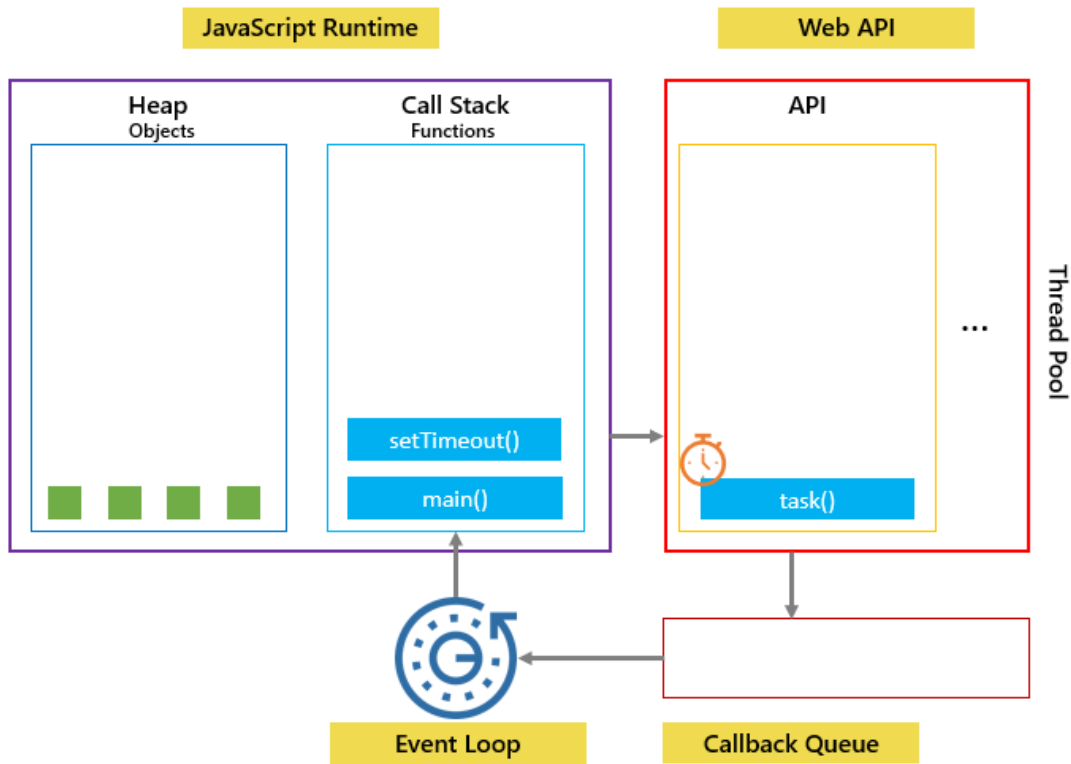 JavaScript Runtime
Web API
Heap
Objects
Call Stack
Functions
API
setTimeout()
main()
task()
...
Thread Pool
Event Loop
Callback Queue